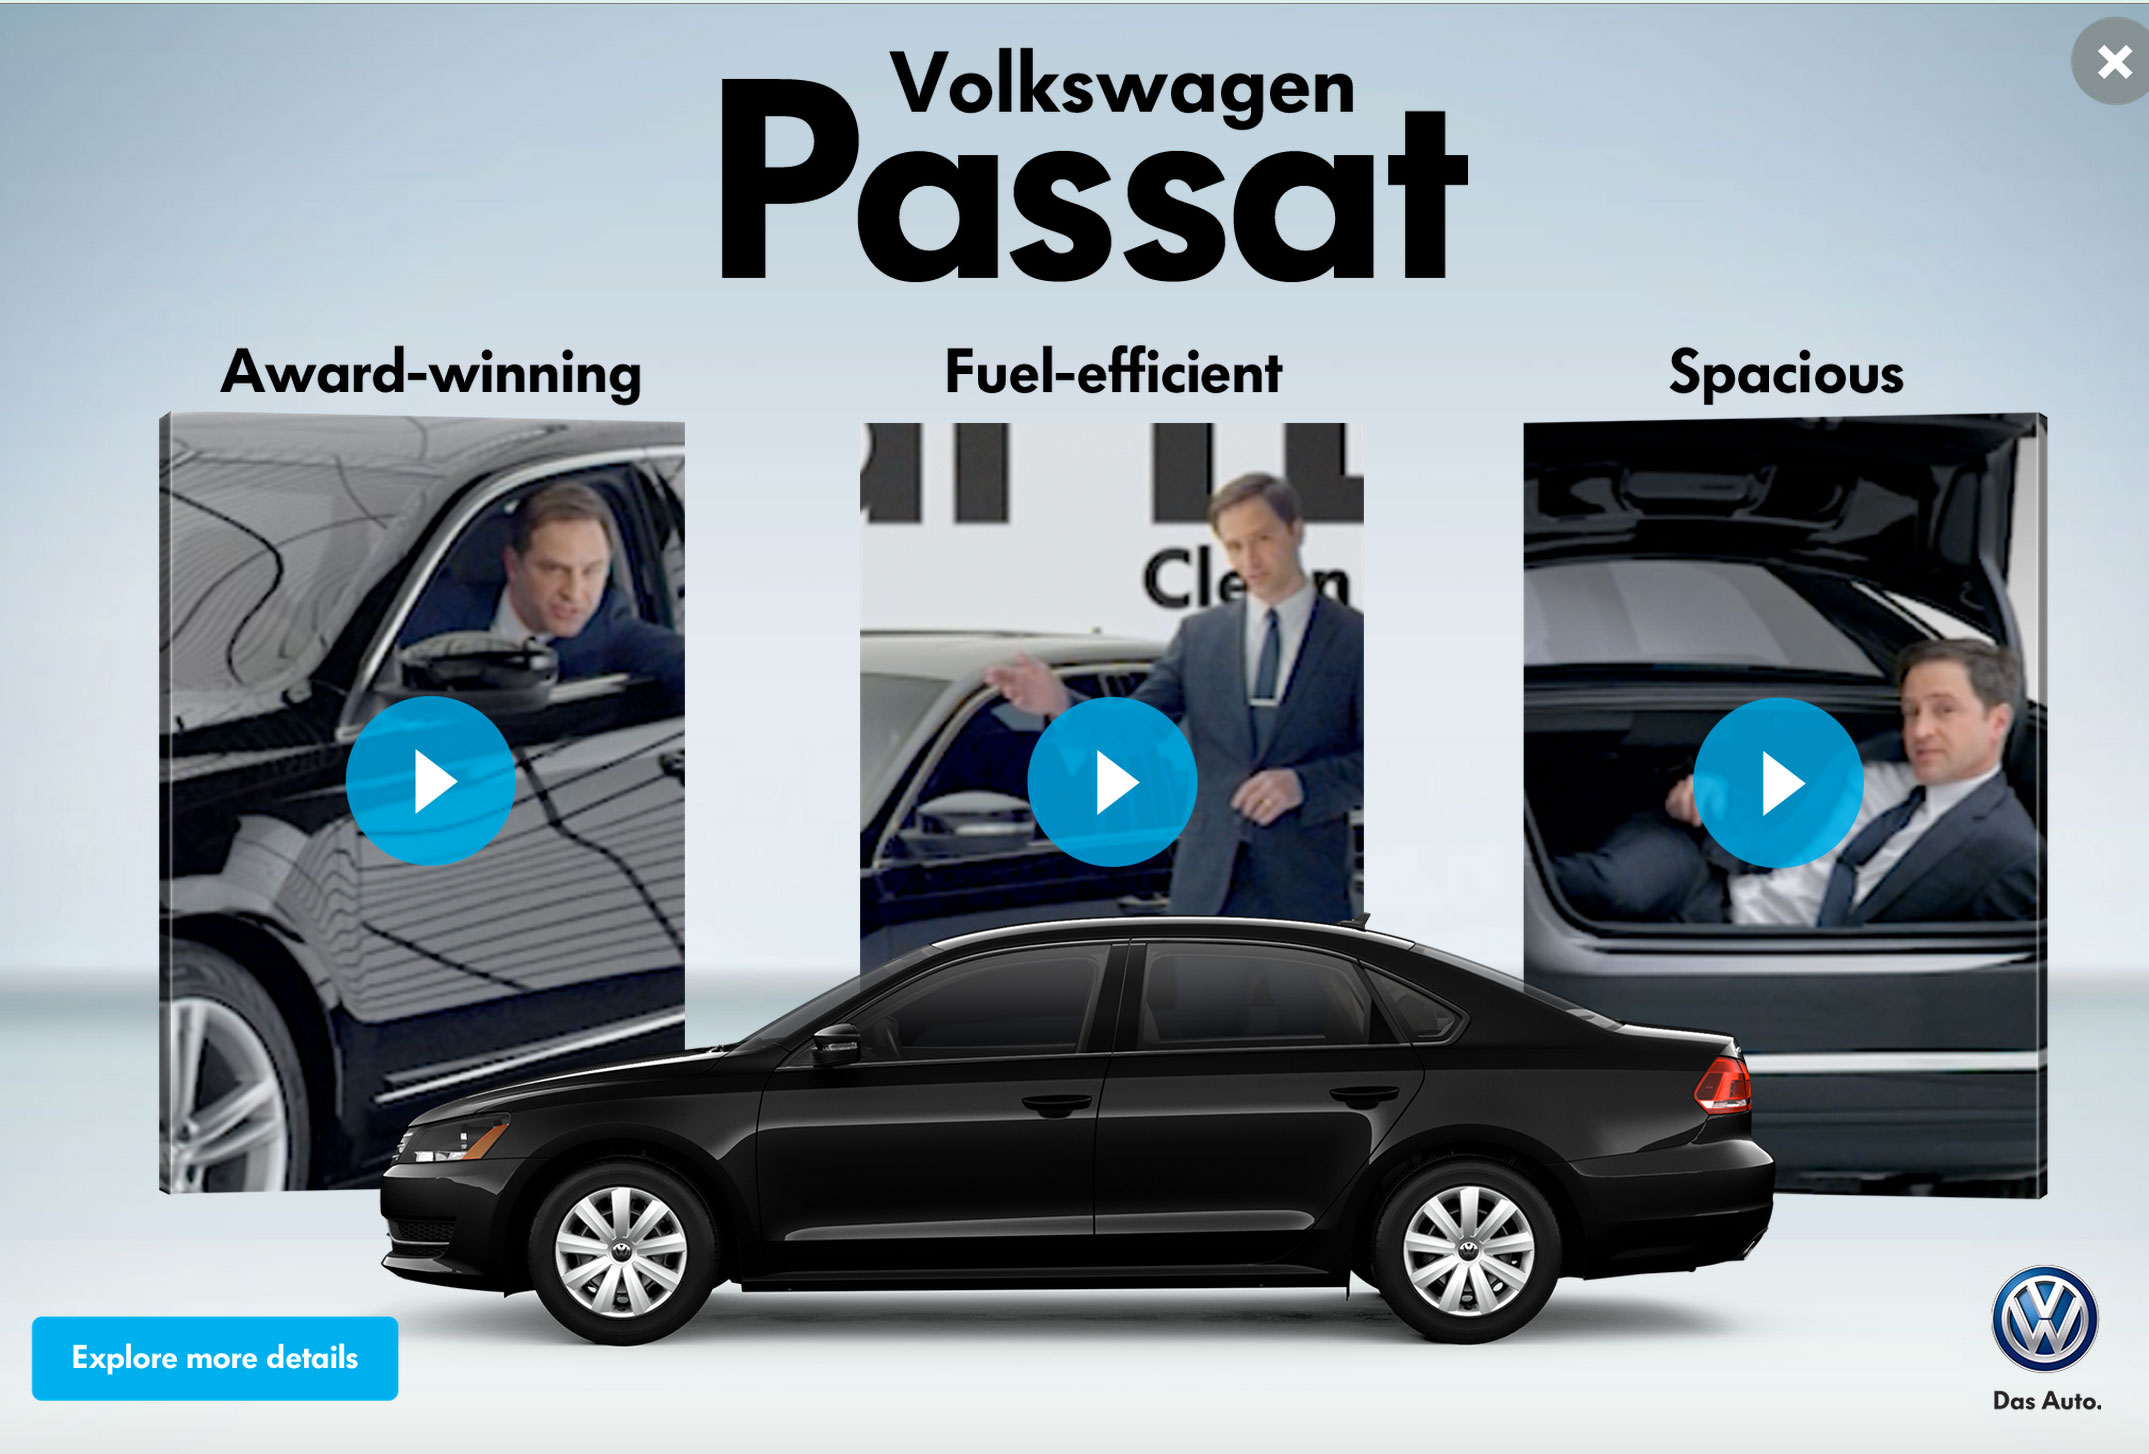 Volkswagen
Passat
Award-winning
Fuel-efficient
Spacious
Explore more details
Das Auto.